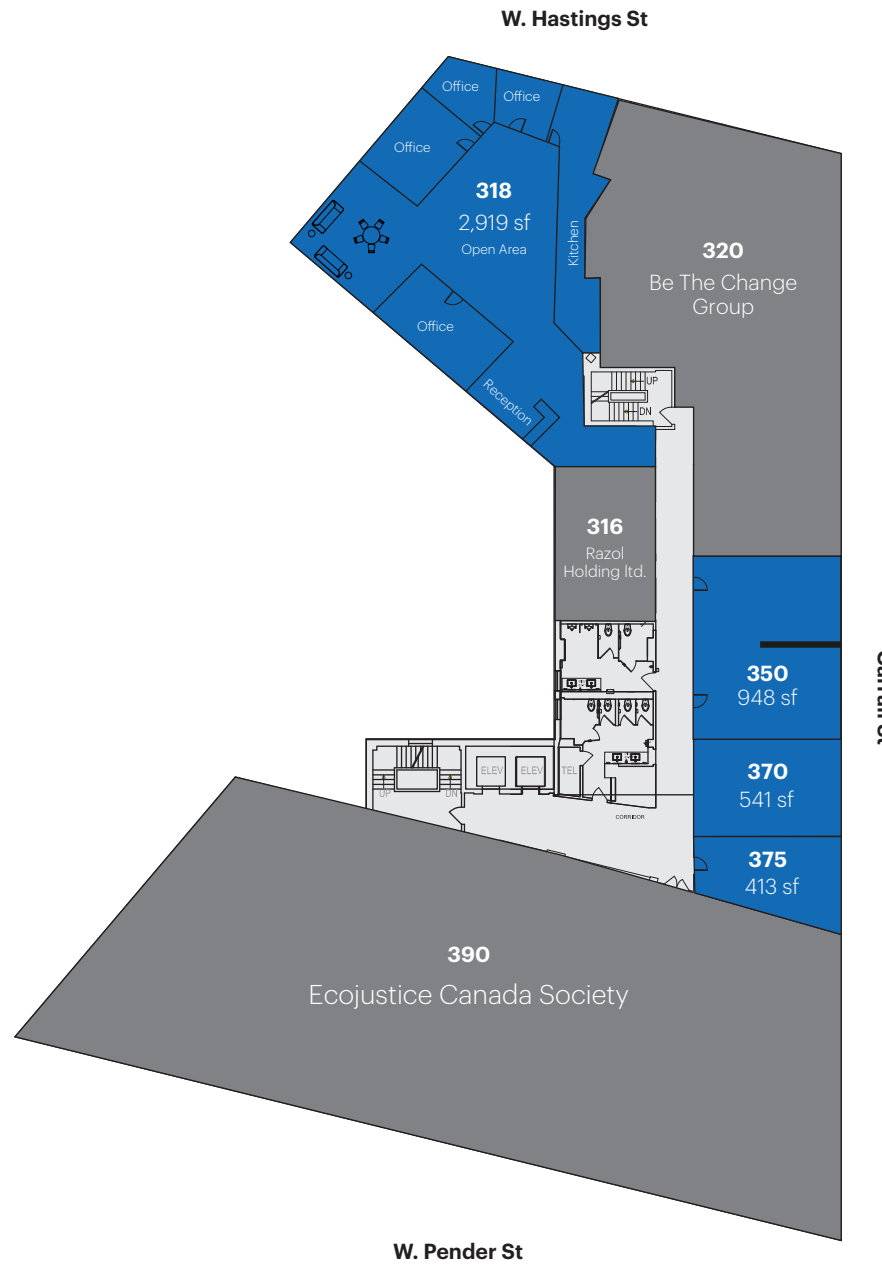 W. Hastings St
Office
Office
Office
318
2,919 sf
Open Area
Kitchen
320
Be The Change
Group
Office
Reception
UP
DN
316
Razol
Holding ltd.
350
948 sf
370
541 sf
375
413 sf
ELEV
ELEV
TEL
UP
DN
CORRIDOR
390
Ecojustice Canada Society
W. Pender St